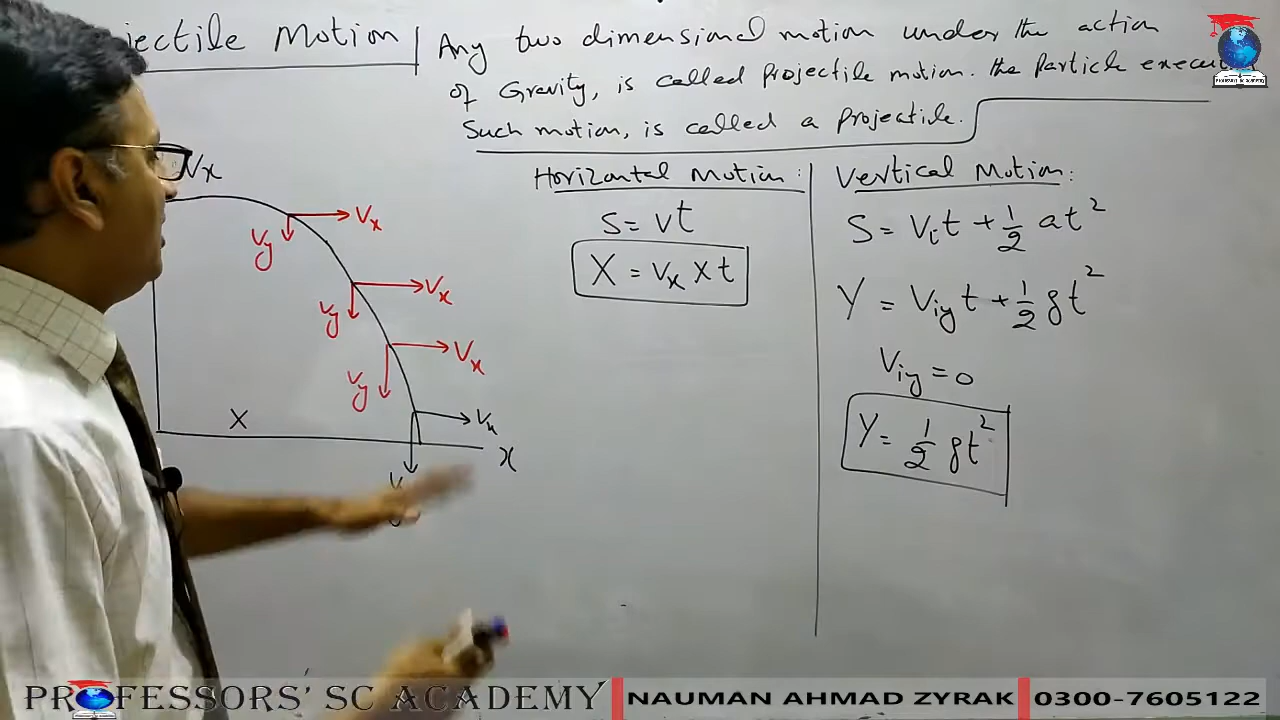 jectile Motion
Any two dimensional motion under the action
of Gravity, is called projectile motion. the particle execut
Such motion, is called a projectile.
Vx
Vx
Vy
Vx
Vy
Vx
Vy
Vx
X
x
Horizontal Motion:
S = vt
X = Vx x t
Vertical Motion:
S = Vit + 1/2 at²
Y = Viy t + 1/2 gt²
Viy = 0
Y = 1/2 gt²
PROFESSORS' SC ACADEMY
NAUMAN AHMAD ZYRAK
0300-7605122